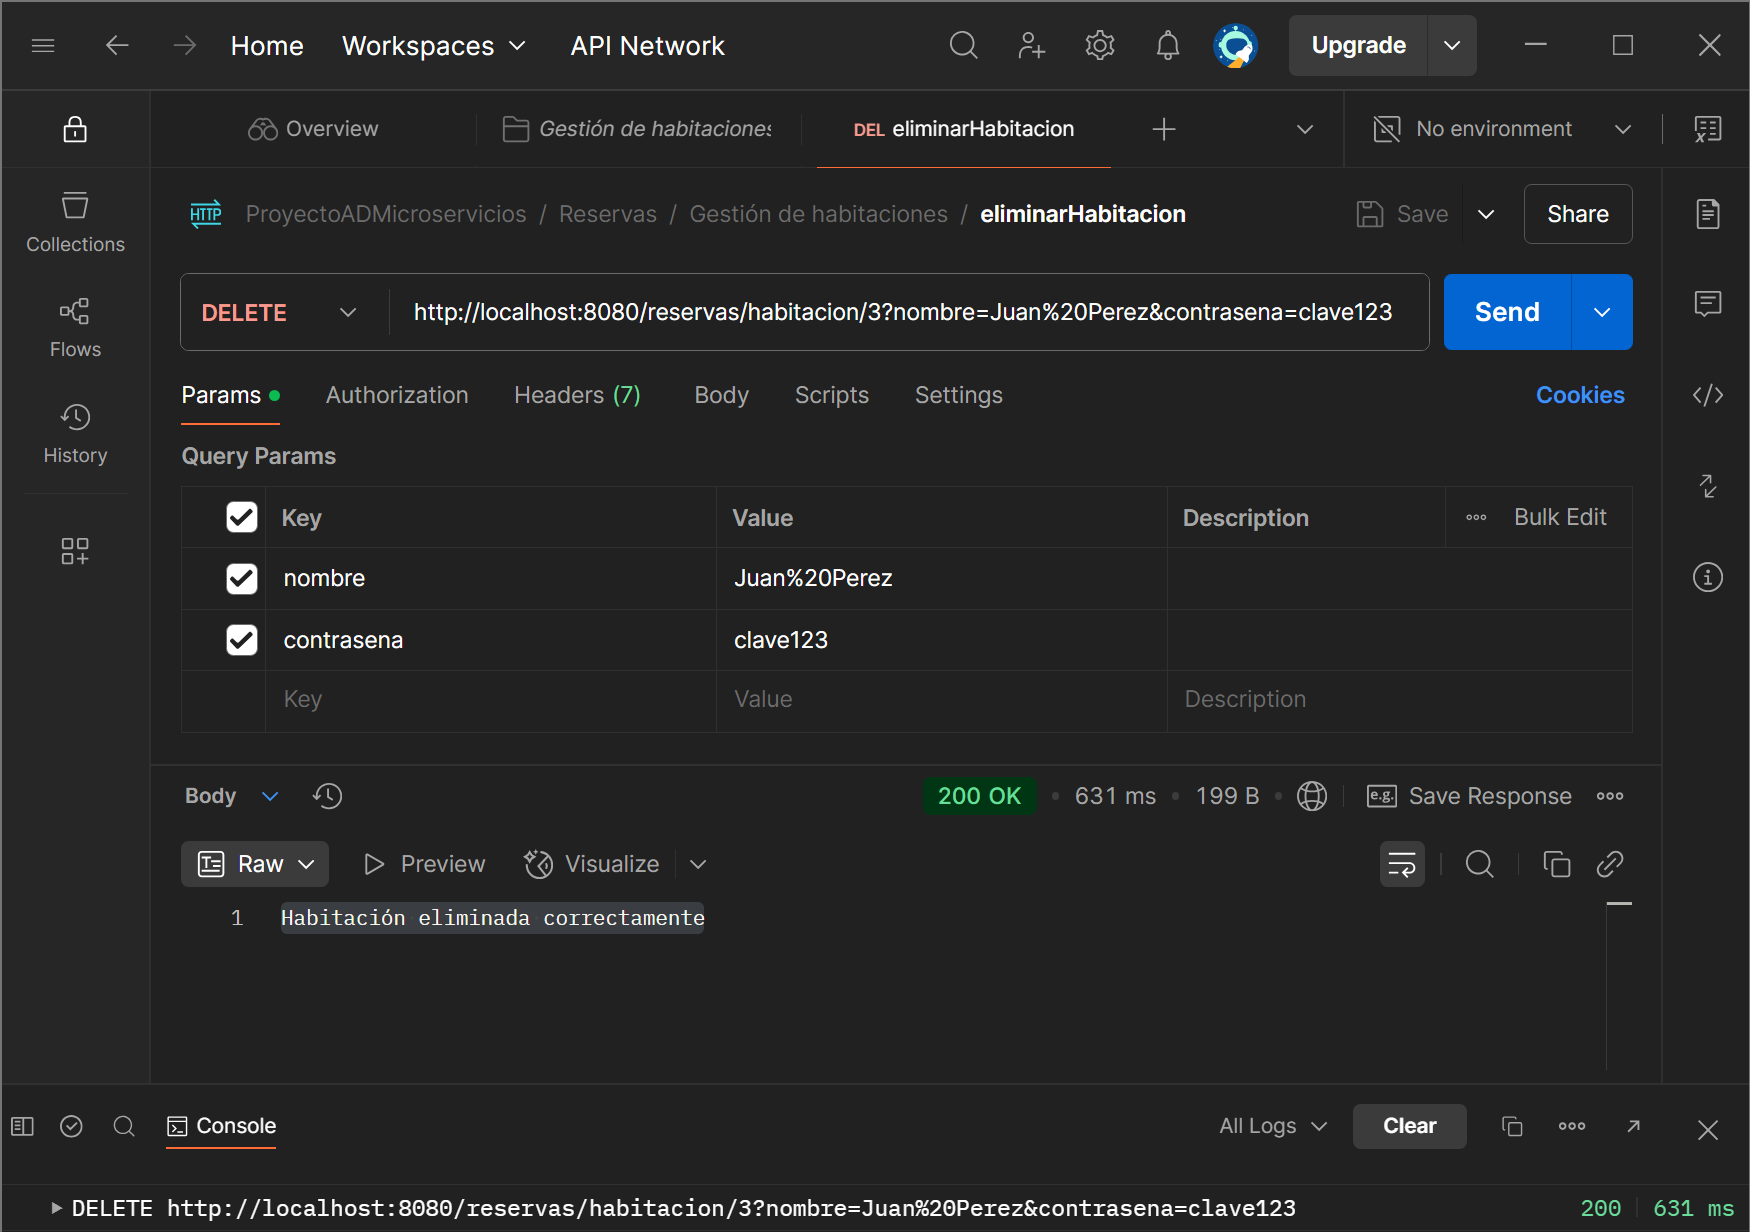 Home Workspaces API Network Upgrade
Overview Gestión de habitaciones DEL eliminarHabitacion No environment
HTTP ProyectoADMicroservicios / Reservas / Gestión de habitaciones / eliminarHabitacion Save Share
Collections
DELETE http://localhost:8080/reservas/habitacion/3?nombre=Juan%20Perez&contrasena=clave123 Send
Flows
Params Authorization Headers (7) Body Scripts Settings Cookies
History
Query Params
Key Value Description Bulk Edit
nombre Juan%20Perez
contrasena clave123
Key Value Description
Body 200 OK 631 ms 199 B e.g. Save Response
Raw Preview Visualize
1 Habitación eliminada correctamente
Console All Logs Clear
DELETE http://localhost:8080/reservas/habitacion/3?nombre=Juan%20Perez&contrasena=clave123 200 631 ms